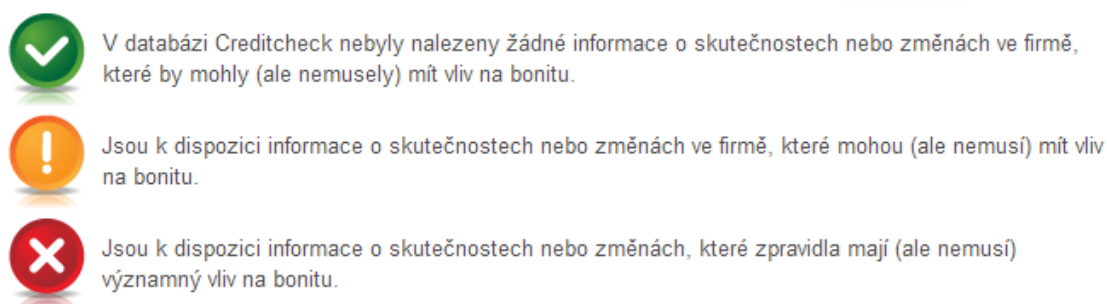 V databázi Creditcheck nebyly nalezeny žádné informace o skutečnostech nebo změnách ve firmě,
které by mohly (ale nemusely) mít vliv na bonitu.
Jsou k dispozici informace o skutečnostech nebo změnách ve firmě, které mohou (ale nemusí) mít vliv
na bonitu.
Jsou k dispozici informace o skutečnostech nebo změnách, které zpravidla mají (ale nemusí)
významný vliv na bonitu.